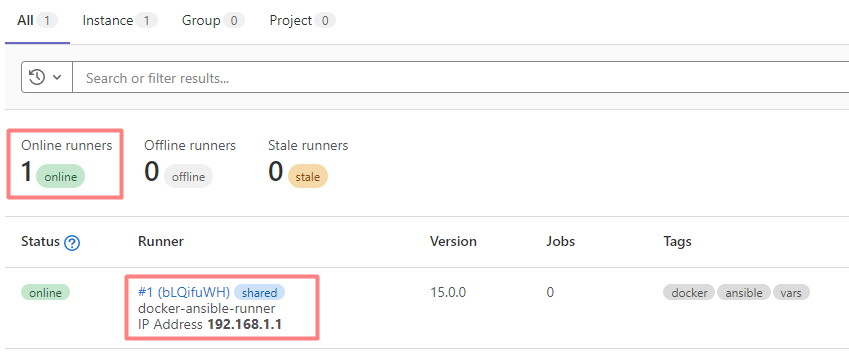 All 1 Instance 1 Group 0 Project 0
Search or filter results...
Online runners Offline runners Stale runners
1 online 0 offline 0 stale
Status ? Runner Version Jobs Tags
online #1 (bLQifuWH) shared 15.0.0 0 docker ansible vars
docker-ansible-runner
IP Address 192.168.1.1